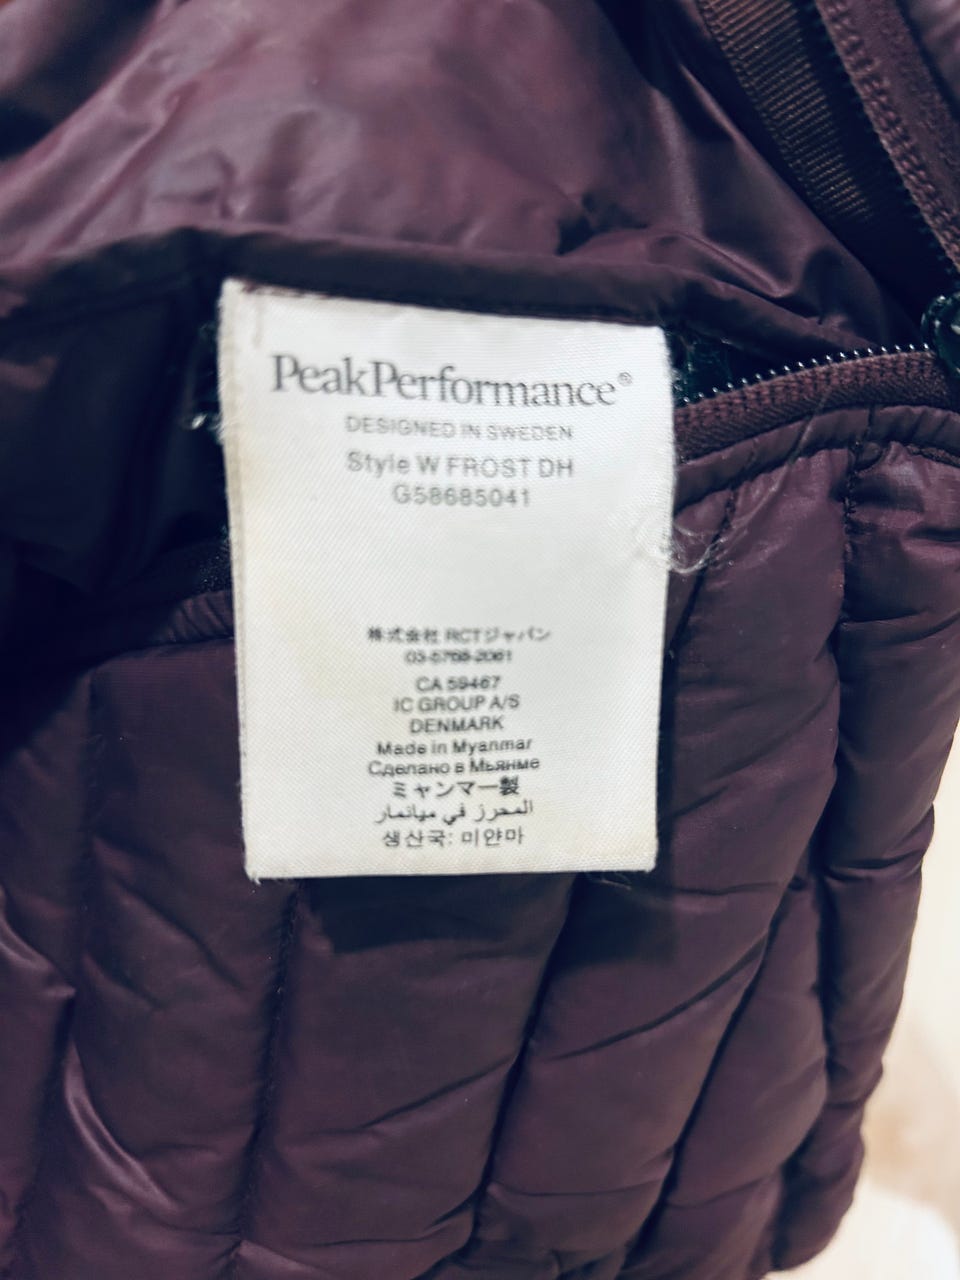 PeakPerformance®
DESIGNED IN SWEDEN
Style W FROST DH
G58685041
株式会社 RCTジャパン
03-5768-2061
CA 59467
IC GROUP A/S
DENMARK
Made in Myanmar
Сделано в Мьянме
ミャンマー製
المحرز في ميانمار
생산국: 미얀마